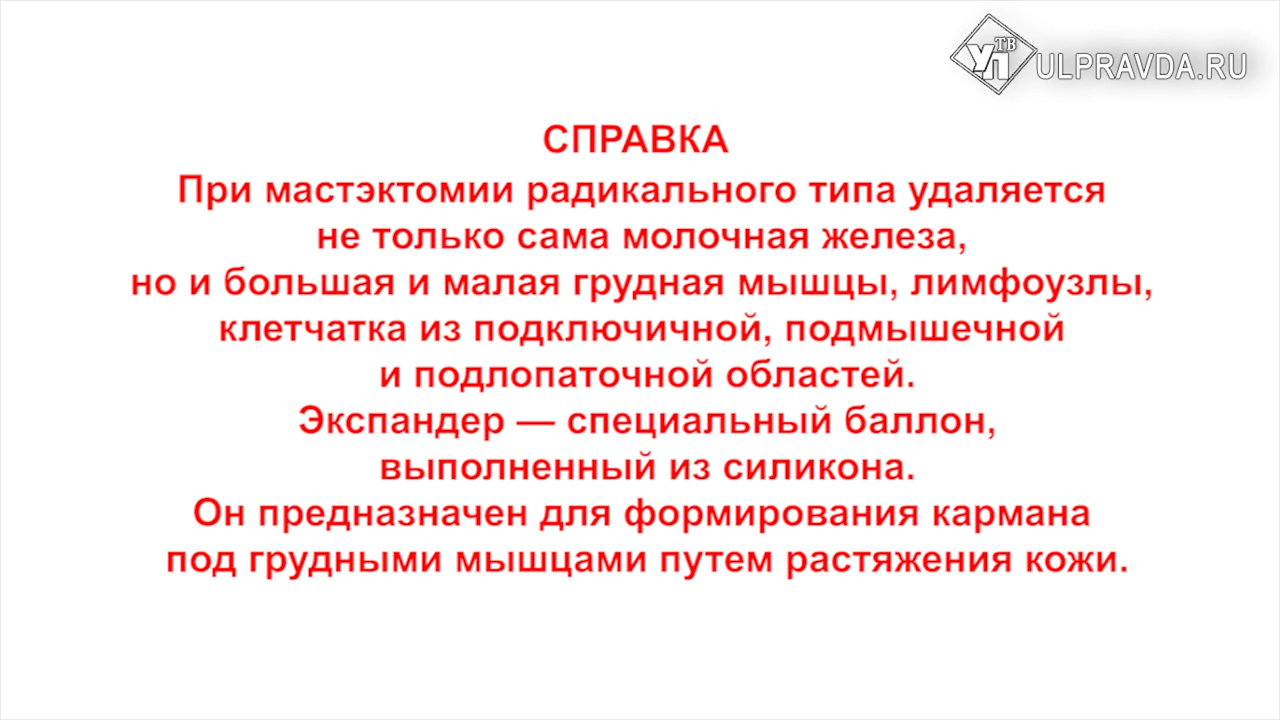 ТВ
УП
ULPRAVDA.RU
СПРАВКА
При мастэктомии радикального типа удаляется
не только сама молочная железа,
но и большая и малая грудная мышцы, лимфоузлы,
клетчатка из подключичной, подмышечной
и подлопаточной областей.
Экспандер — специальный баллон,
выполненный из силикона.
Он предназначен для формирования кармана
под грудными мышцами путем растяжения кожи.